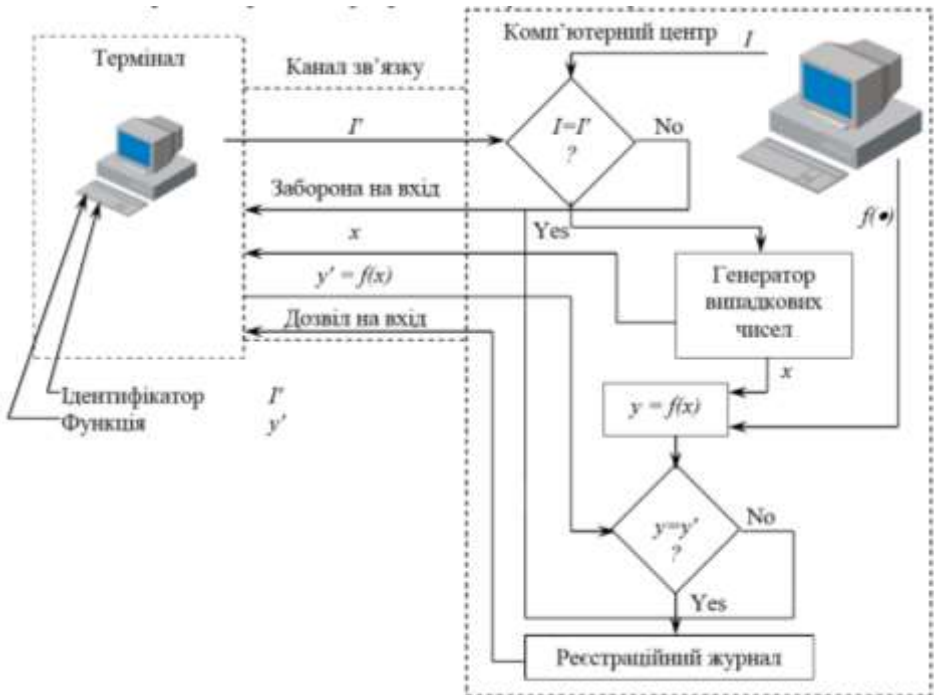 Комп’ютерний центр
I
Термінал
Канал зв’язку
I'
I=I'
?
No
Заборона на вхід
Yes
f(•)
x
Генератор
випадкових
чисел
y' = f(x)
Дозвіл на вхід
x
Ідентифікатор I'
Функція y'
y = f(x)
y=y'
?
No
Yes
Реєстраційний журнал